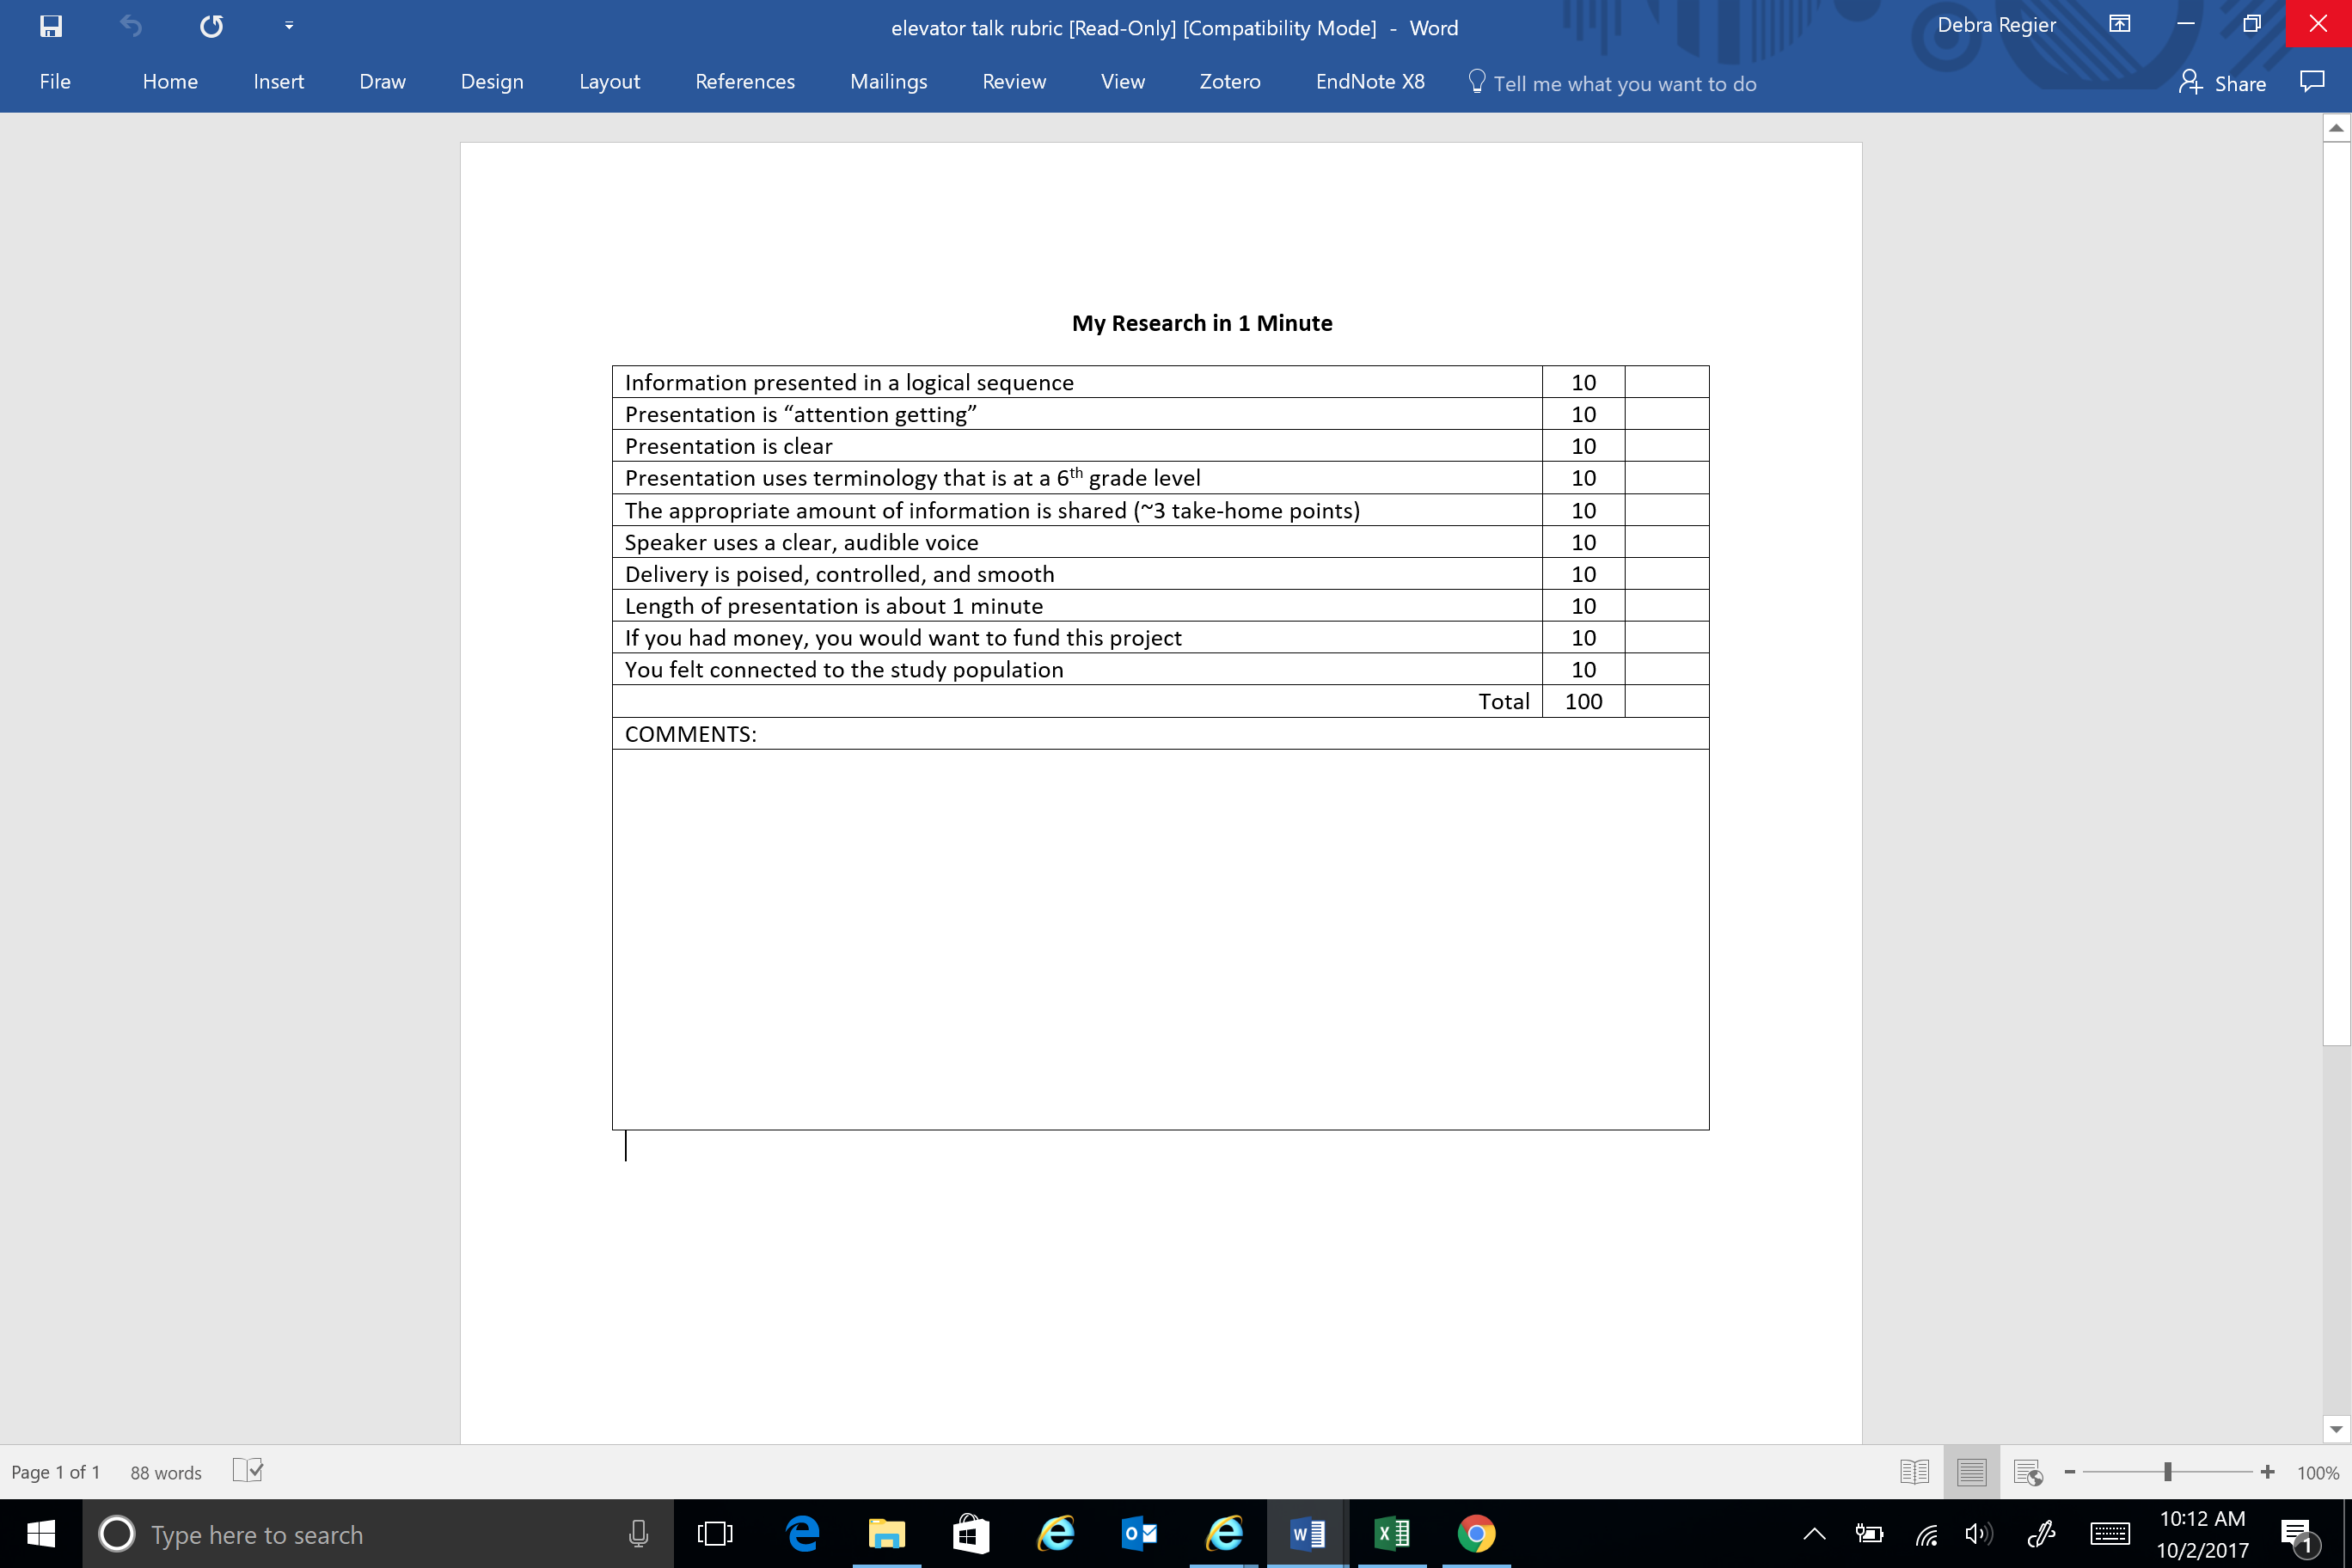 elevator talk rubric [Read-Only] [Compatibility Mode] - Word
Debra Regier
File Home Insert Draw Design Layout References Mailings Review View Zotero EndNote X8 Tell me what you want to do Share
My Research in 1 Minute
Information presented in a logical sequence 10
Presentation is “attention getting” 10
Presentation is clear 10
Presentation uses terminology that is at a 6th grade level 10
The appropriate amount of information is shared (~3 take-home points) 10
Speaker uses a clear, audible voice 10
Delivery is poised, controlled, and smooth 10
Length of presentation is about 1 minute 10
If you had money, you would want to fund this project 10
You felt connected to the study population 10
Total 100
COMMENTS:
Page 1 of 1 88 words 100%
Type here to search
10:12 AM
10/2/2017
1